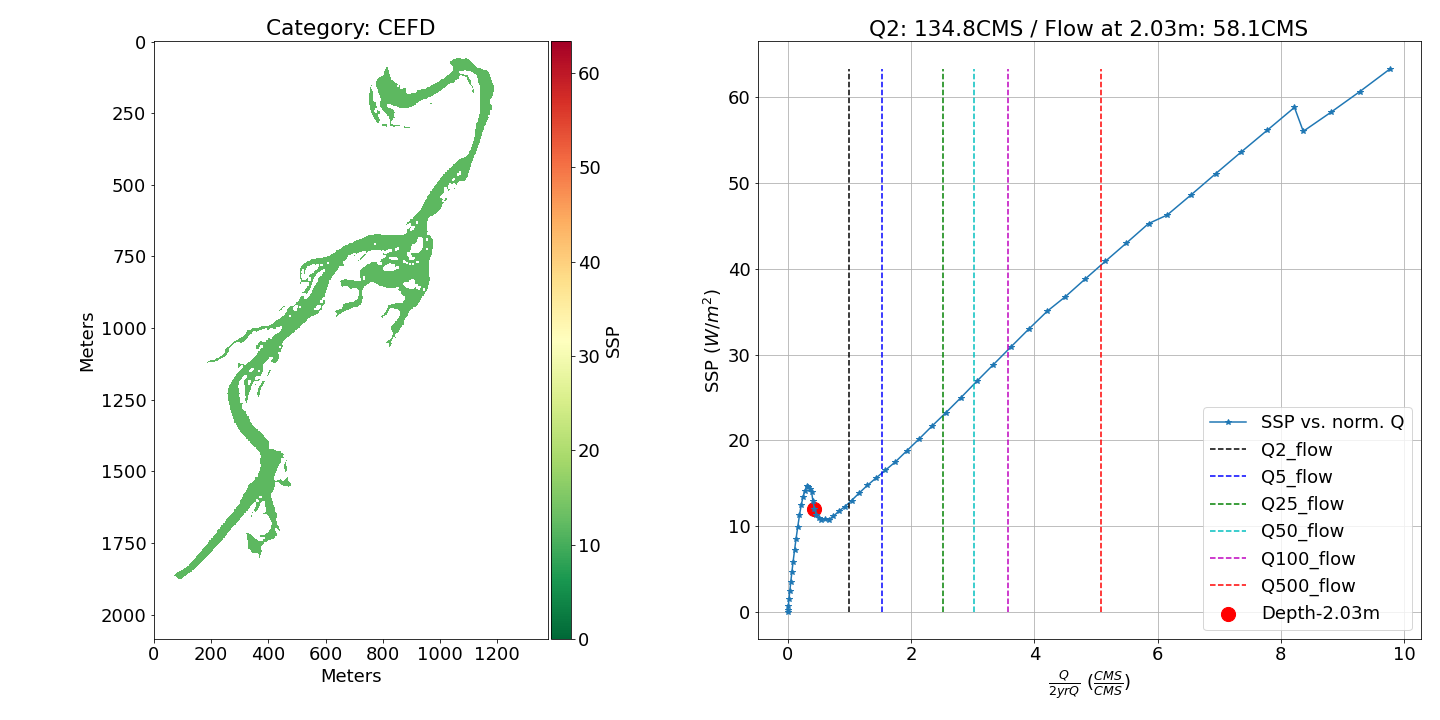 Category: CEFD
0
250
500
750
1000
1250
1500
1750
2000
Meters
0 200 400 600 800 1000 1200
Meters
60
50
40
30
20
10
0
SSP
Q2: 134.8CMS / Flow at 2.03m: 58.1CMS
60
50
40
30
20
10
0
SSP (W/m²)
0 2 4 6 8 10
Q/2yrQ (CMS/CMS)
SSP vs. norm. Q
Q2_flow
Q5_flow
Q25_flow
Q50_flow
Q100_flow
Q500_flow
Depth-2.03m